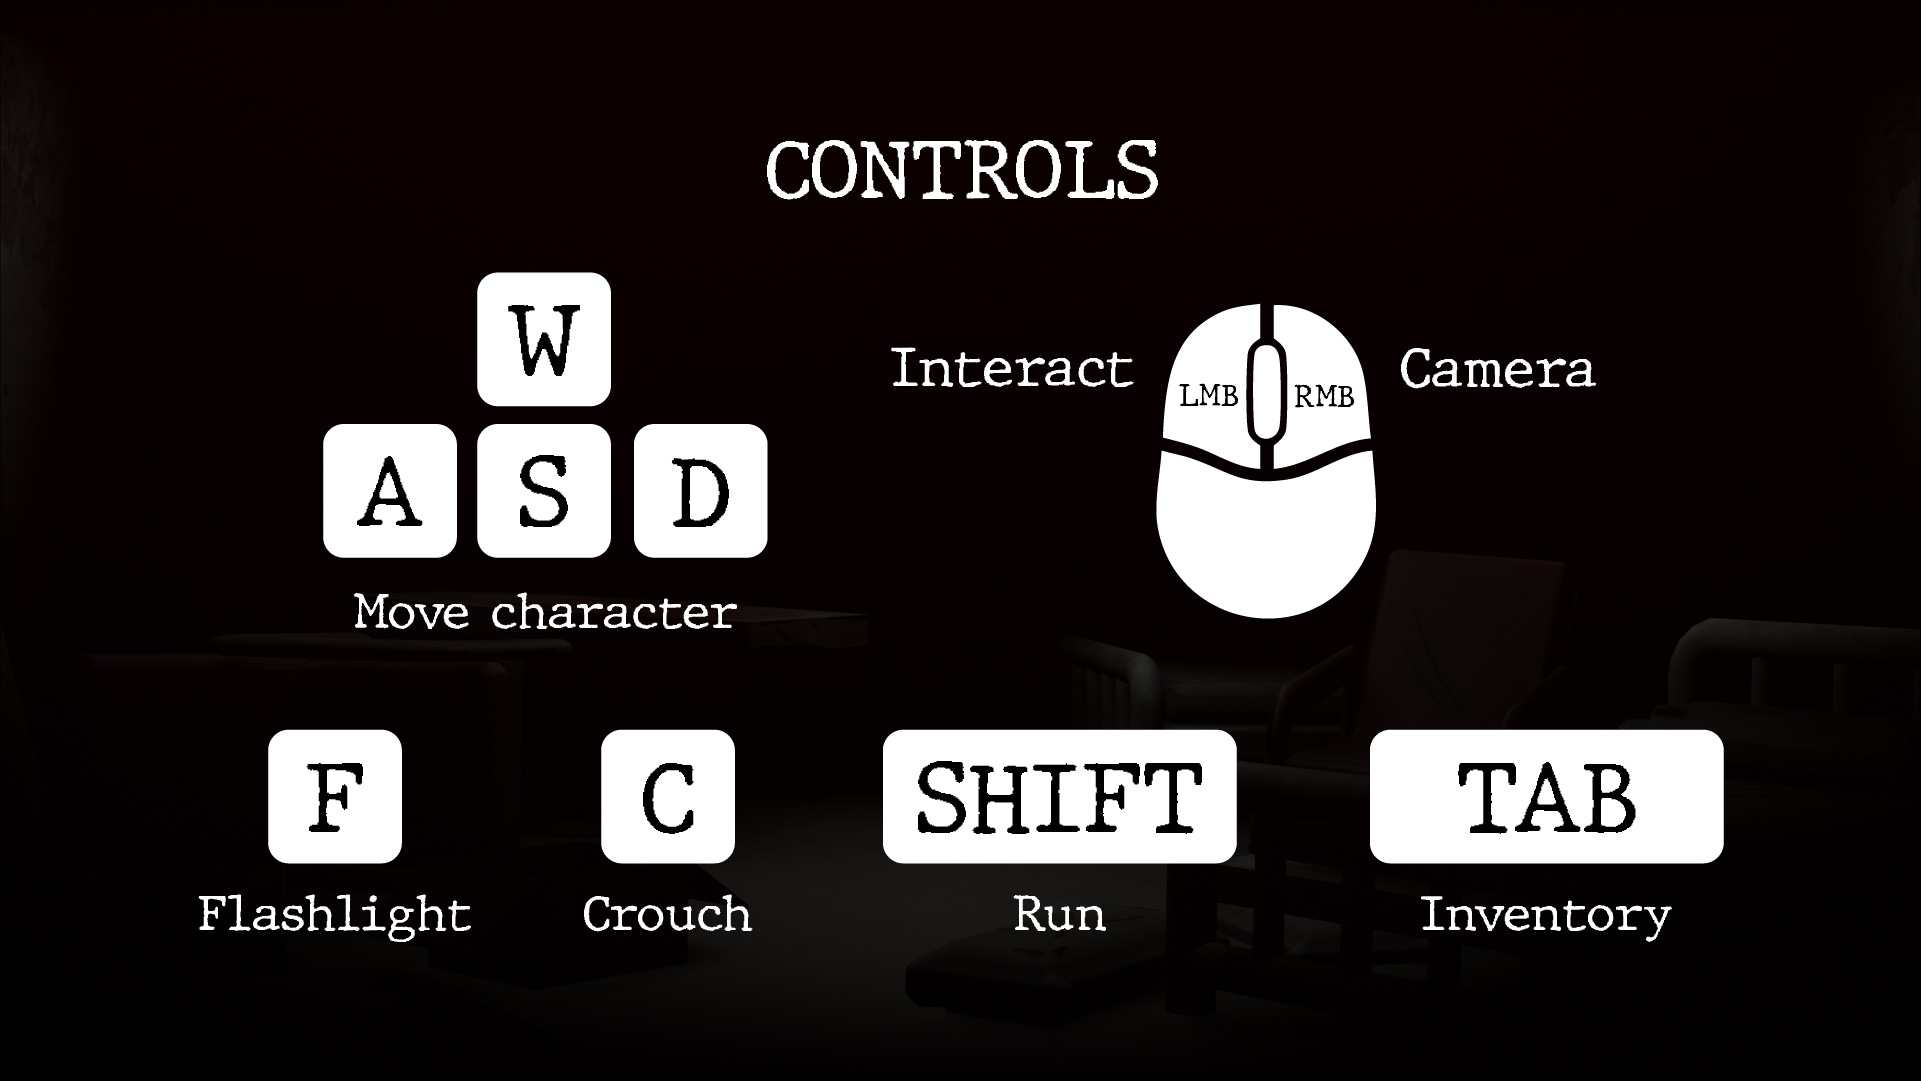 CONTROLS
W
A S D
Move character
Interact
LMB
RMB
Camera
F
Flashlight
C
Crouch
SHIFT
Run
TAB
Inventory